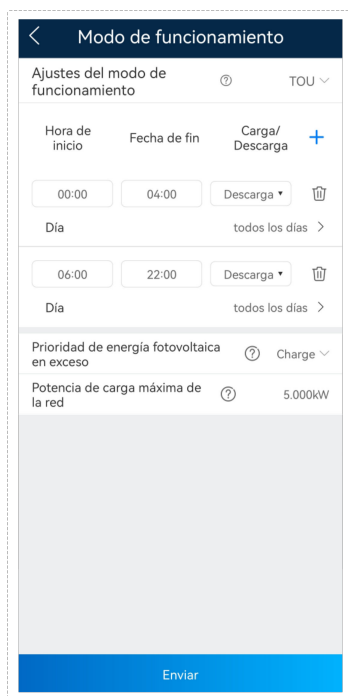 Modo de funcionamiento
Ajustes del modo de
funcionamiento
TOU
Hora de
inicio
Fecha de fin
Carga/
Descarga
00:00
04:00
Descarga
Día
todos los días
06:00
22:00
Descarga
Día
todos los días
Prioridad de energía fotovoltaica
en exceso
Charge
Potencia de carga máxima de
la red
5.000kW
Enviar